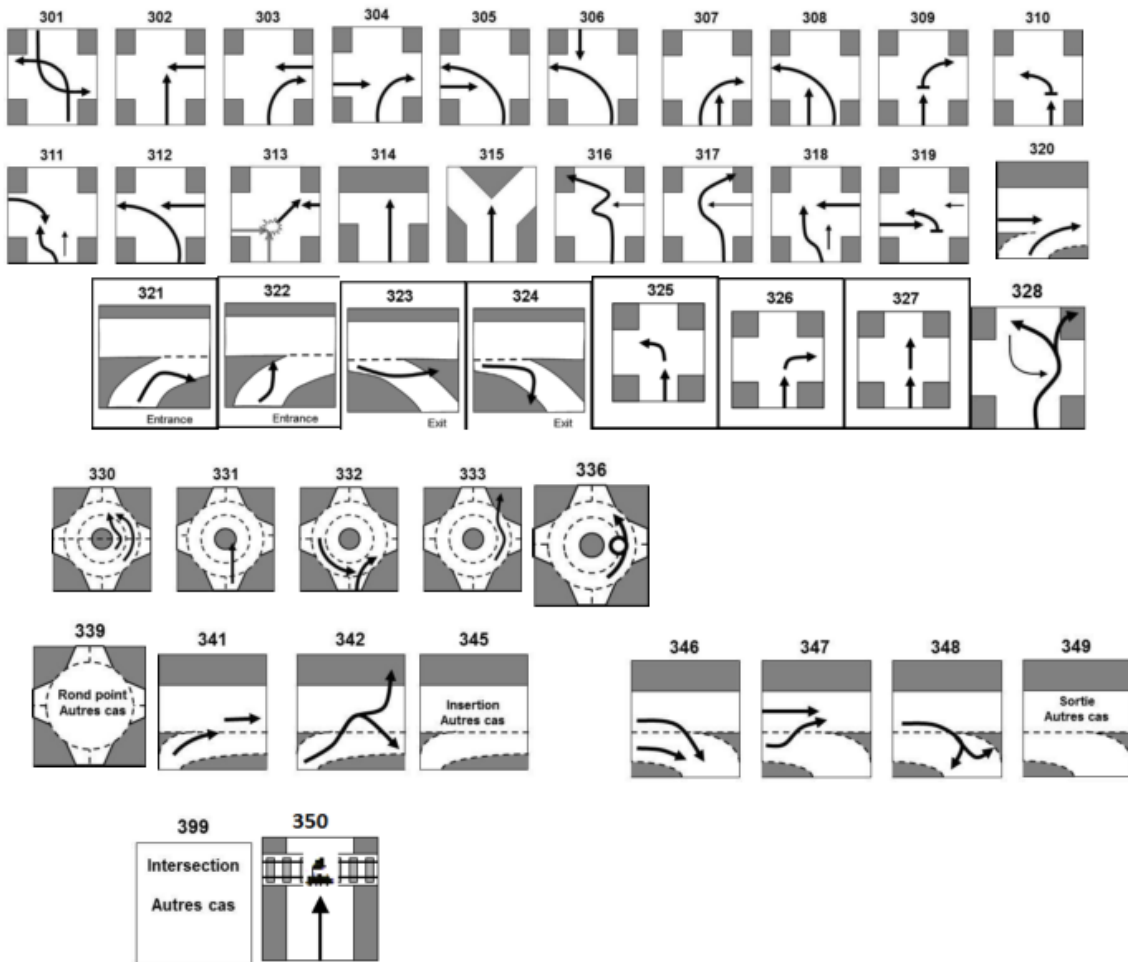 301 302 303 304 305 306 307 308 309 310
311 312 313 314 315 316 317 318 319 320
321 322 323 324 325 326 327 328
Entrance Entrance Exit Exit
330 331 332 333 336
339 341 342 345 346 347 348 349
Rond point
Autres cas
Insertion
Autres cas
Sortie
Autres cas
399 350
Intersection
Autres cas